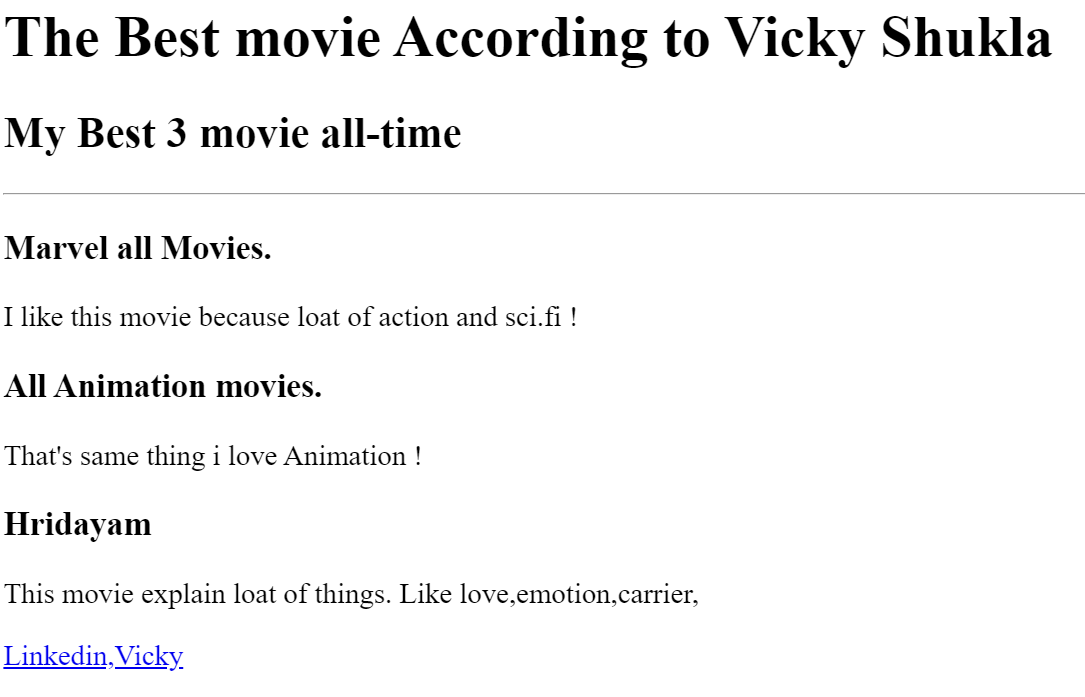 The Best movie According to Vicky Shukla
My Best 3 movie all-time
Marvel all Movies.
I like this movie because loat of action and sci.fi !
All Animation movies.
That's same thing i love Animation !
Hridayam
This movie explain loat of things. Like love,emotion,carrier,
Linkedin,Vicky